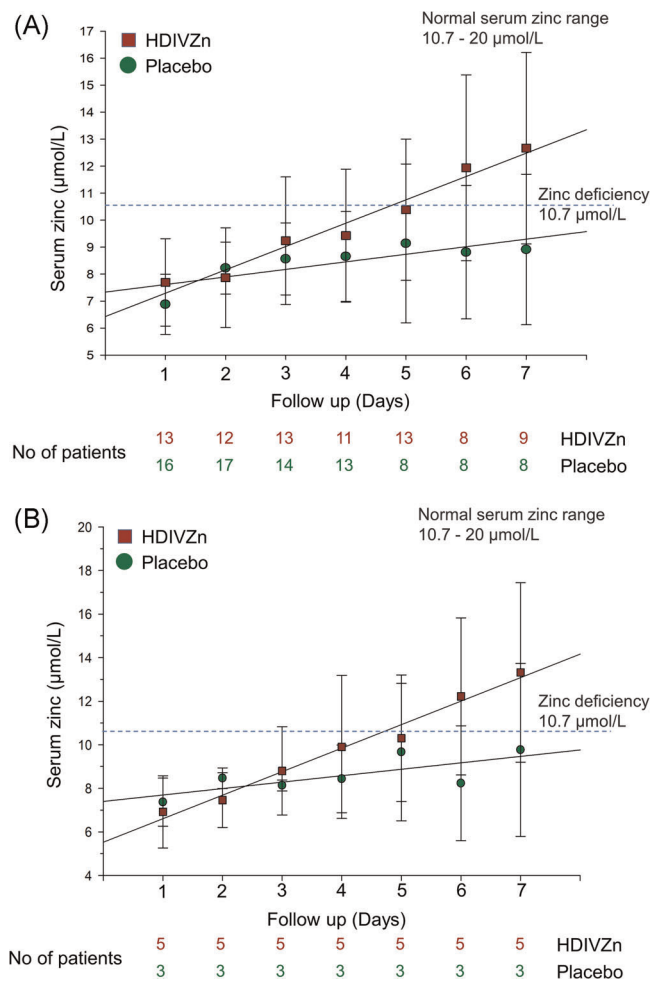 (A)
HDIVZn
Placebo
Normal serum zinc range
10.7 - 20 µmol/L
Zinc deficiency
10.7 µmol/L
Serum zinc (µmol/L)
17
16
15
14
13
12
11
10
9
8
7
6
5
1 2 3 4 5 6 7
Follow up (Days)
No of patients
13 12 13 11 13 8 9 HDIVZn
16 17 14 13 8 8 8 Placebo
(B)
HDIVZn
Placebo
Normal serum zinc range
10.7 - 20 µmol/L
Zinc deficiency
10.7 µmol/L
Serum zinc (µmol/L)
20
18
16
14
12
10
8
6
4
1 2 3 4 5 6 7
Follow up (Days)
No of patients
5 5 5 5 5 5 5 HDIVZn
3 3 3 3 3 3 3 Placebo